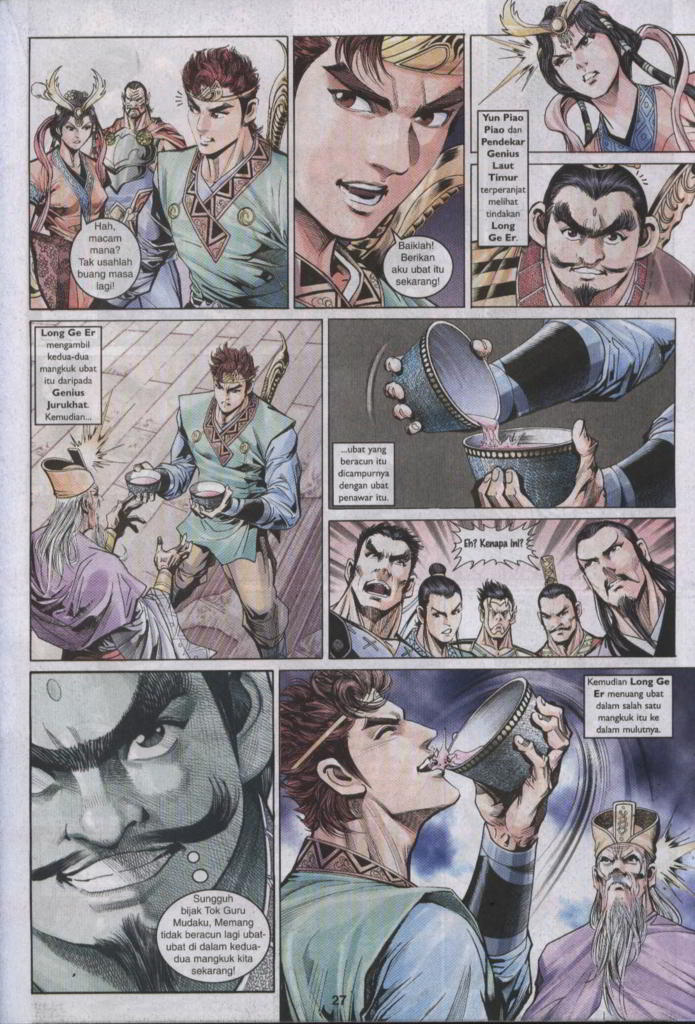 Hah,
macam
mana?
Tak usahlah
buang masa
lagi!
Baiklah!
Berikan
aku ubat itu
sekarang!
Yun Piao
Piao dan
Pendekar
Genius
Laut
Timur
terperanjat
melihat
tindakan
Long
Ge Er.
Long Ge Er
mengambil
kedua-dua
mangkuk ubat
itu daripada
Genius
Jurukhat.
Kemudian...
...ubat yang
beracun itu
dicampurnya
dengan ubat
penawar itu.
Eh? Kenapa Ini?
Sungguh
bijak Tok Guru
Mudaku, Memang
tidak beracun lagi ubat-
ubat di dalam kedua-
dua mangkuk kita
sekarang!
Kemudian Long Ge
Er menuang ubat
dalam salah satu
mangkuk itu ke
dalam mulutnya.
27